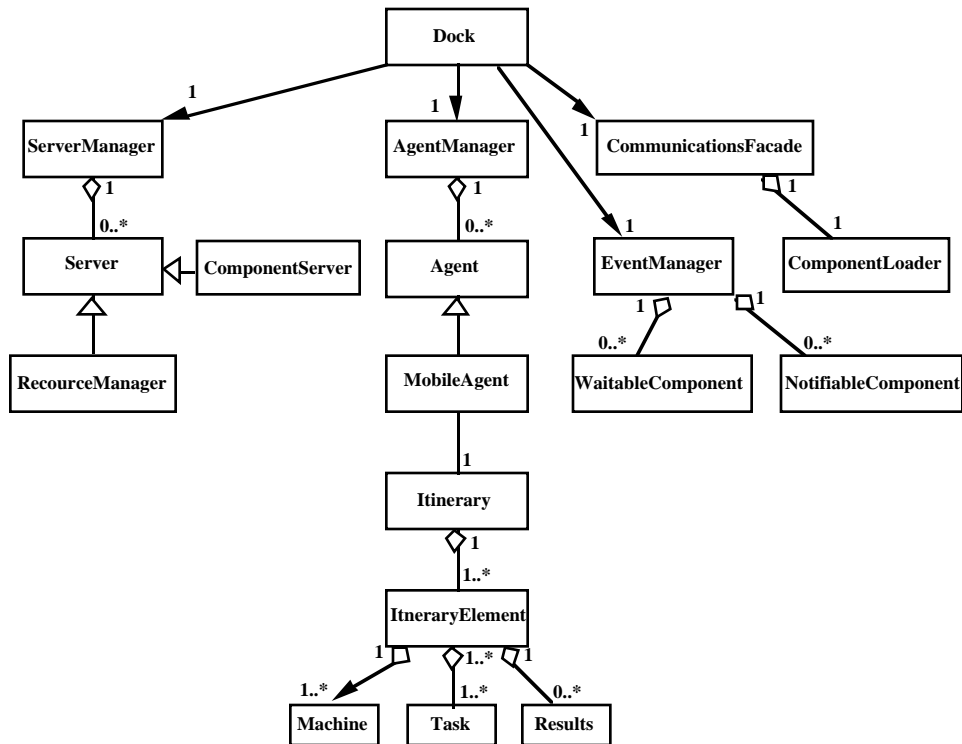 Dock
1
1
1
1
ServerManager
AgentManager
CommunicationsFacade
1
1
1
0..*
0..*
1
Server
ComponentServer
Agent
EventManager
ComponentLoader
1
1
0..*
0..*
RecourceManager
MobileAgent
WaitableComponent
NotifiableComponent
1
Itinerary
1
1..*
ItneraryElement
1
1..*
1
1..*
1..*
0..*
Machine
Task
Results